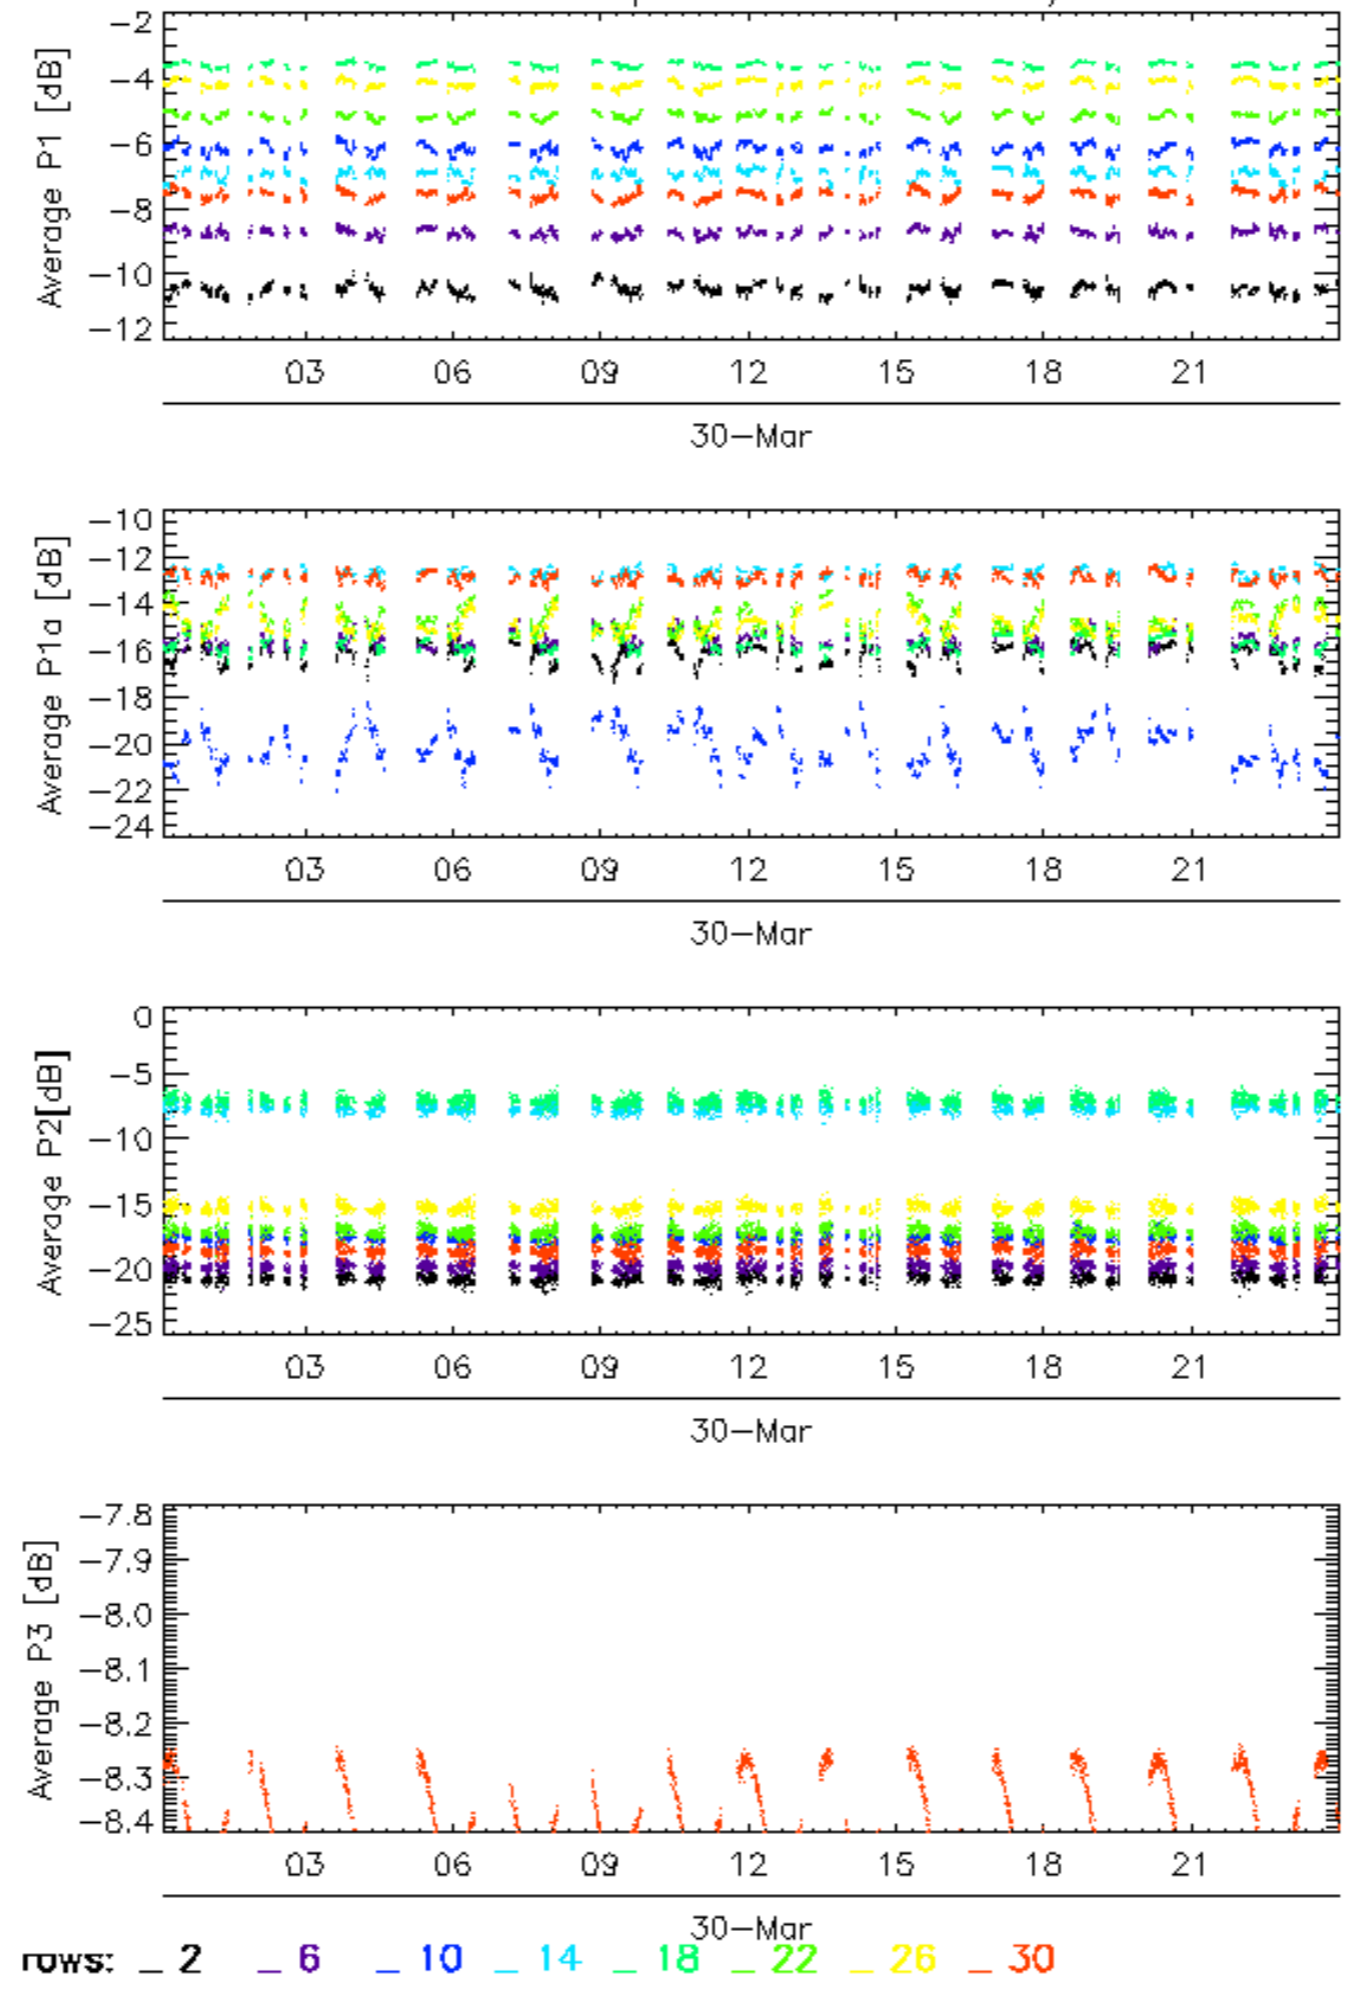 Average P1 [dB]
−2
−4
−6
−8
−10
−12
03 06 09 12 15 18 21
30−Mar
Average P1a [dB]
−10
−12
−14
−16
−18
−20
−22
−24
03 06 09 12 15 18 21
30−Mar
Average P2[dB]
0
−5
−10
−15
−20
−25
03 06 09 12 15 18 21
30−Mar
Average P3 [dB]
−7.8
−7.9
−8.0
−8.1
−8.2
−8.3
−8.4
03 06 09 12 15 18 21
30−Mar
rows: _ 2 _ 6 _ 10 _ 14 _ 18 _ 22 _ 26 _ 30